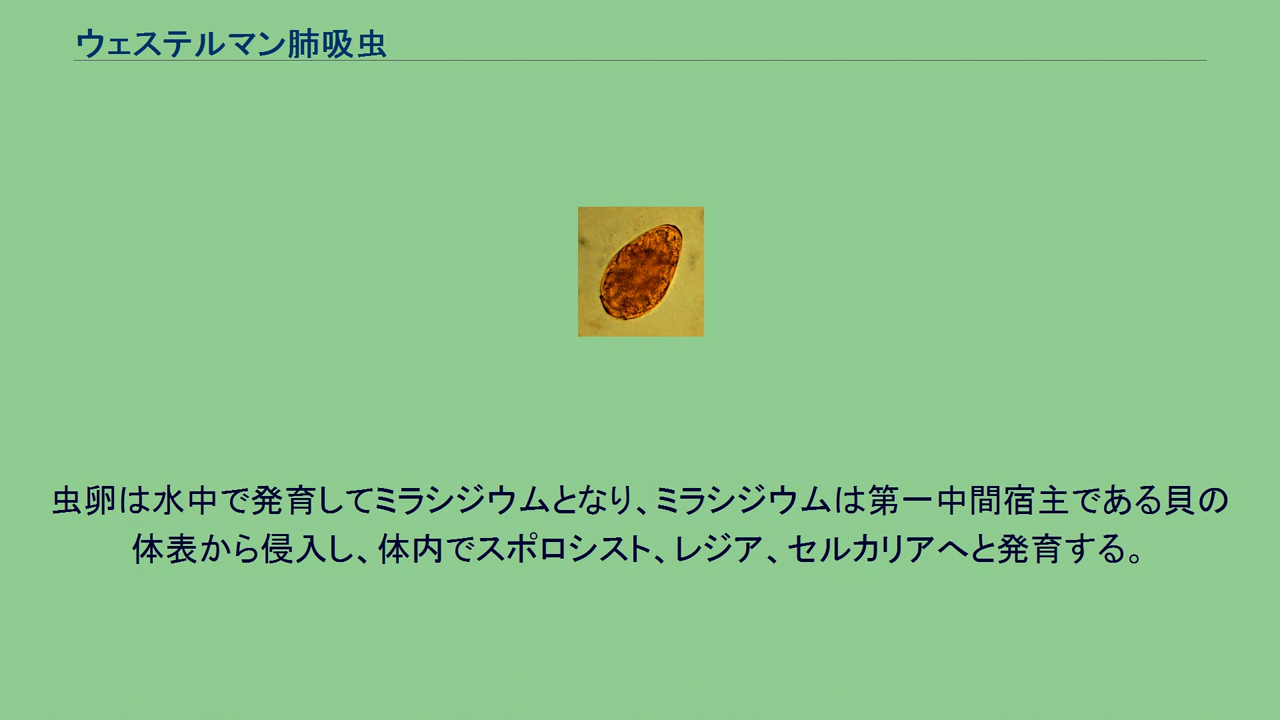 ウェステルマン肺吸虫
虫卵は水中で発育してミラシジウムとなり、ミラシジウムは第一中間宿主である貝の
体表から侵入し、体内でスポロシスト、レジア、セルカリアへと発育する。